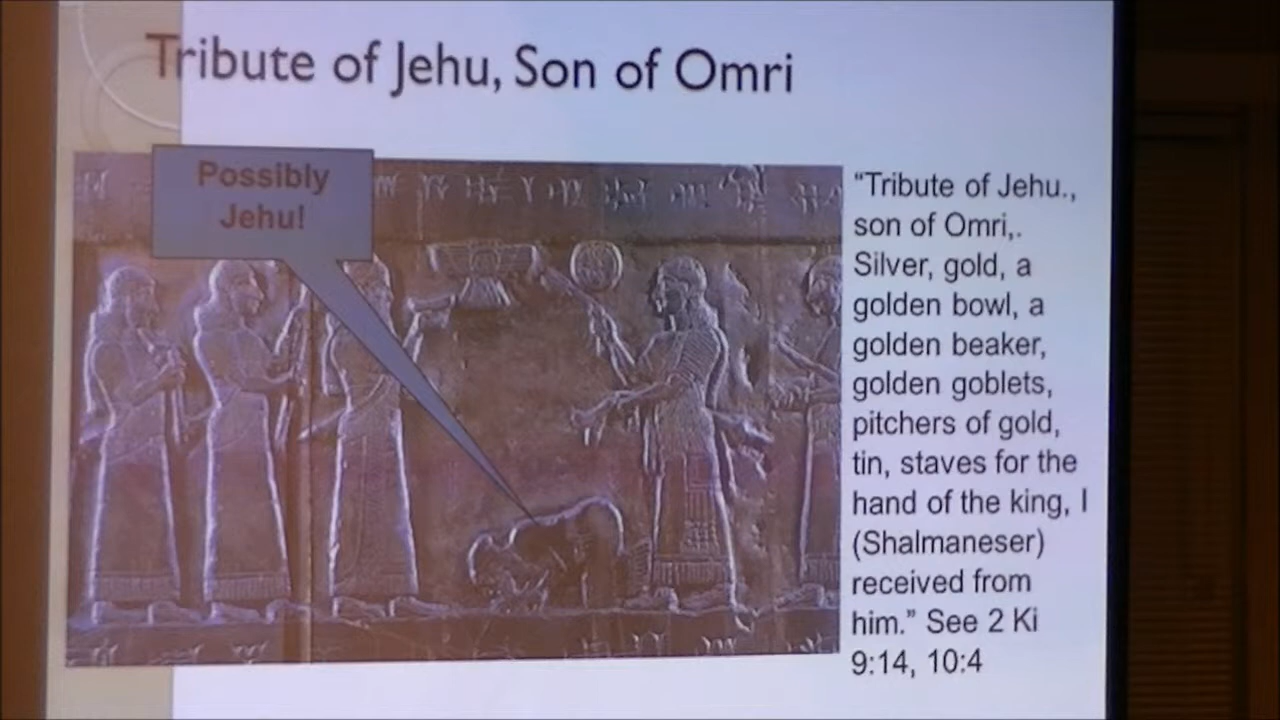 Tribute of Jehu, Son of Omri
Possibly
Jehu!
“Tribute of Jehu.,
son of Omri,.
Silver, gold, a
golden bowl, a
golden beaker,
golden goblets,
pitchers of gold,
tin, staves for the
hand of the king, I
(Shalmaneser)
received from
him.” See 2 Ki
9:14, 10:4